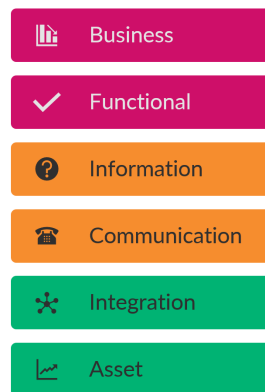 Business
Functional
Information
Communication
Integration
Asset